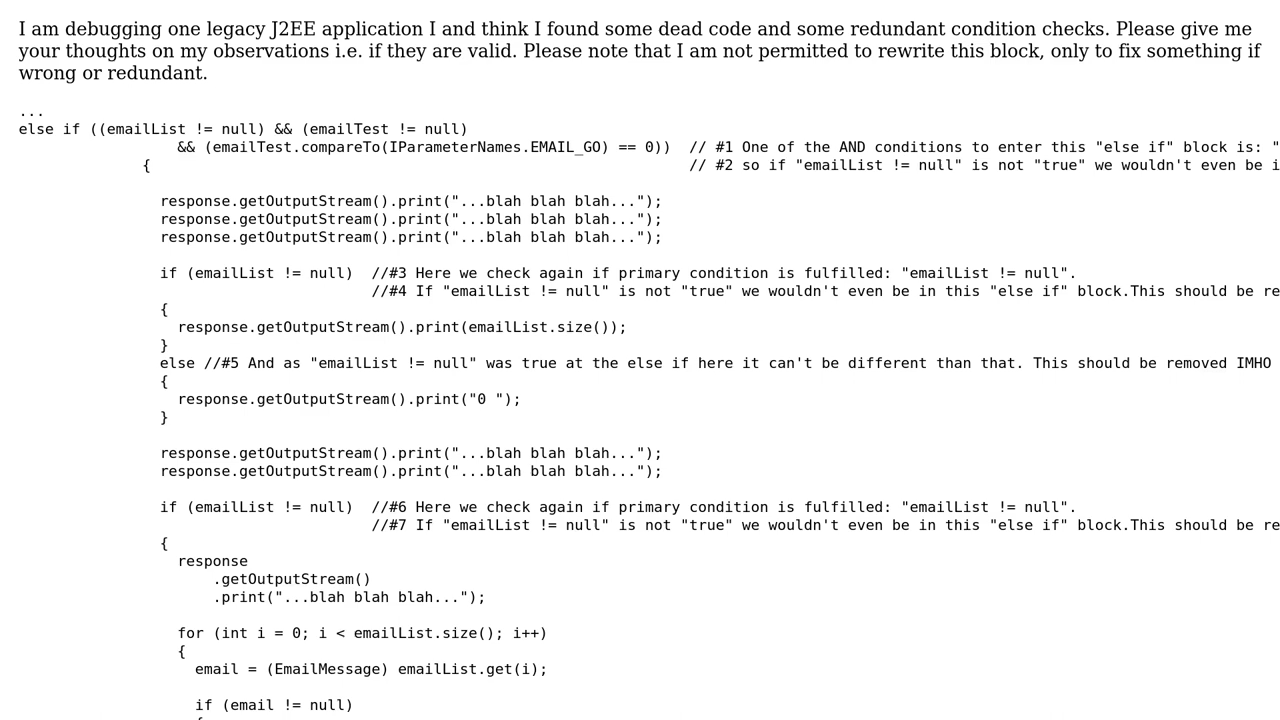 I am debugging one legacy J2EE application I and think I found some dead code and some redundant condition checks. Please give me
your thoughts on my observations i.e. if they are valid. Please note that I am not permitted to rewrite this block, only to fix something if
wrong or redundant.
...
else if ((emailList != null) && (emailTest != null)
&& (emailTest.compareTo(IParameterNames.EMAIL_GO) == 0))  // #1 One of the AND conditions to enter this "else if" block is: "
{  // #2 so if "emailList != null" is not "true" we wouldn't even be i
response.getOutputStream().print("...blah blah blah...");
response.getOutputStream().print("...blah blah blah...");
response.getOutputStream().print("...blah blah blah...");
if (emailList != null)  //#3 Here we check again if primary condition is fulfilled: "emailList != null".
//#4 If "emailList != null" is not "true" we wouldn't even be in this "else if" block.This should be re
{
response.getOutputStream().print(emailList.size());
}
else //#5 And as "emailList != null" was true at the else if here it can't be different than that. This should be removed IMHO
{
response.getOutputStream().print("0 ");
}
response.getOutputStream().print("...blah blah blah...");
response.getOutputStream().print("...blah blah blah...");
if (emailList != null)  //#6 Here we check again if primary condition is fulfilled: "emailList != null".
//#7 If "emailList != null" is not "true" we wouldn't even be in this "else if" block.This should be re
{
response
.getOutputStream()
.print("...blah blah blah...");
for (int i = 0; i < emailList.size(); i++)
{
email = (EmailMessage) emailList.get(i);
if (email != null)
{